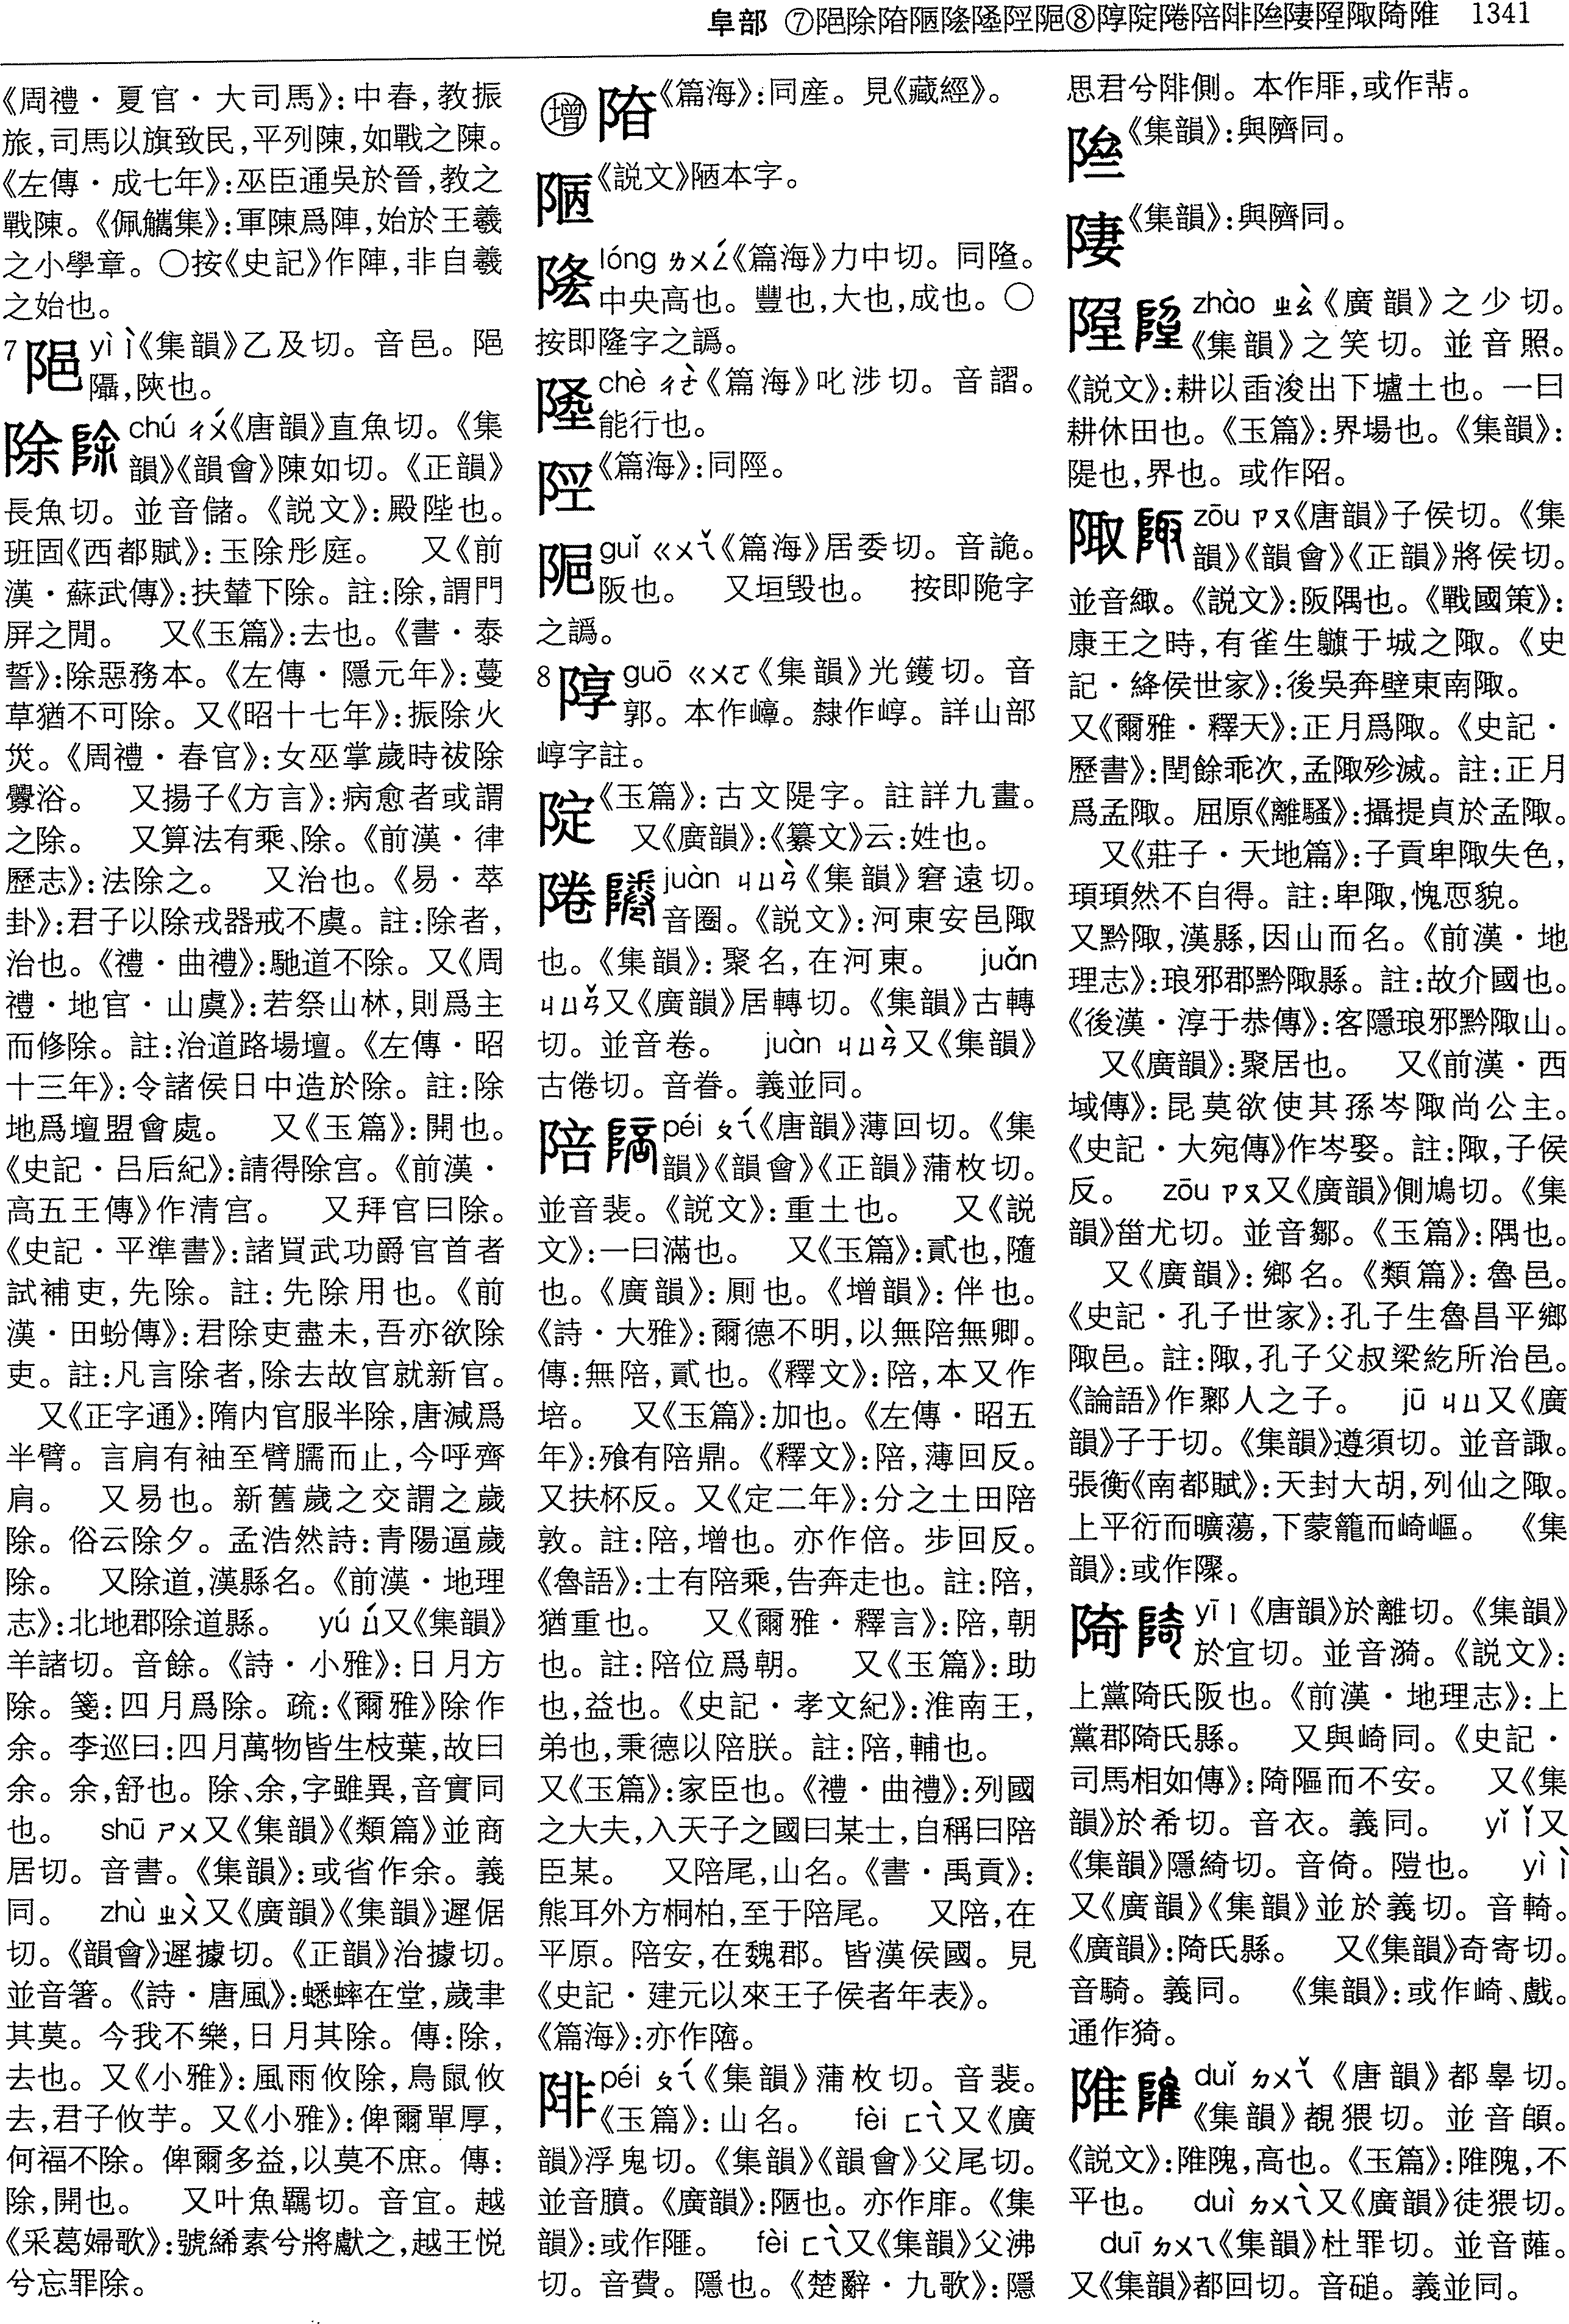 阜部 ⑦𨺭除㕡陋隆隆陘䧪⑧㕡㝎陭陪陫隮隮㷖陬陭陮 1341
《周禮·夏官·大司馬》:中春,教振
旅,司馬以旗致民,平列陳,如戰之陳。
《左傳·成七年》:巫臣通吳於晉,教之
戰陳。《佩觿集》:軍陳爲陣,始於王羲
之小學章。○按《史記》作陣,非自羲
之始也。
7 yì 《集韻》乙及切。音邑。
,陝也。
除 chú ㄔㄨˊ《唐韻》直魚切。《集
韻》《韻會》陳如切。《正韻》
長魚切。並音儲。《説文》:殿陛也。
班固《西都賦》:玉除彤庭。 又《前
漢·蘇武傳》:扶輦下除。註:除,謂門
屏之閒。 又《玉篇》:去也。《書·泰
誓》:除惡務本。《左傳·隱元年》:蔓
草猶不可除。又《昭十七年》:振除火
災。《周禮·春官》:女巫掌歲時祓除
釁浴。 又揚子《方言》:病愈者或謂
之除。 又算法有乘、除。《前漢·律
歷志》:法除之。 又治也。《易·萃
卦》:君子以除戎器戒不虞。註:除者,
治也。《禮·曲禮》:馳道不除。又《周
禮·地官·山虞》:若祭山林,則爲主
而修除。註:治道路場壇。《左傳·昭
十三年》:令諸侯日中造於除。註:除
地爲壇盟會處。 又《玉篇》:開也。
《史記·吕后紀》:請得除宫。《前漢·
高五王傳》作清宫。 又拜官曰除。
《史記·平準書》:諸買武功爵官首者
試補吏,先除。註:先除用也。《前
漢·田蚡傳》:君除吏盡未,吾亦欲除
吏。註:凡言除者,除去故官就新官。
又《正字通》:隋内官服半除,唐減爲
半臂。言肩有袖至臂臑而止,今呼齊
肩。 又易也。新舊歲之交謂之歲
除。俗云除夕。孟浩然詩:青陽逼歲
除。 又除道,漢縣名。《前漢·地理
志》:北地郡除道縣。 yú ㄩˊ又《集韻》
羊諸切。音餘。《詩·小雅》:日月方
除。箋:四月爲除。疏:《爾雅》除作
余。李巡曰:四月萬物皆生枝葉,故曰
余。余,舒也。除、余,字雖異,音實同
也。 shū ㄕㄨ又《集韻》《類篇》並商
居切。音書。《集韻》:或省作余。義
同。 zhù ㄓㄨˋ又《廣韻》《集韻》遲倨
切。《韻會》遲據切。《正韻》治據切。
並音箸。《詩·唐風》:蟋蟀在堂,歲聿
其莫。今我不樂,日月其除。傳:除,
去也。又《小雅》:風雨攸除,鳥鼠攸
去,君子攸芋。又《小雅》:俾爾單厚,
何福不除。俾爾多益,以莫不庶。傳:
除,開也。 又叶魚羈切。音宜。越
《采葛婦歌》:號絺素兮將獻之,越王悦
兮忘罪除。
增 《篇海》:同産。見《藏經》。
《説文》陋本字。
lóng ㄌㄨㄥˊ《篇海》力中切。同隆。
中央高也。豐也,大也,成也。○
按即隆字之譌。
chè ㄔㄜˋ《篇海》叱涉切。音謵。
能行也。
《篇海》:同陘。
guǐ ㄍㄨㄟˇ《篇海》居委切。音詭。
阪也。 又垣毁也。 按即陒字
之譌。
8 guō ㄍㄨㄛ《集韻》光鑊切。音
郭。本作。隸作崞。詳山部
崞字註。
《玉篇》:古文隄字。註詳九畫。
又《廣韻》:《纂文》云:姓也。
juàn ㄐㄩㄢˋ《集韻》窘遠切。
音圈。《説文》:河東安邑陬
也。《集韻》:聚名,在河東。 juǎn
ㄐㄩㄢˇ又《廣韻》居轉切。《集韻》古轉
切。並音卷。 juàn ㄐㄩㄢˋ又《集韻》
古倦切。音眷。義並同。
陪 péi ㄆㄟˊ《唐韻》薄回切。《集
韻》《韻會》《正韻》蒲枚切。
並音裴。《説文》:重土也。 又《説
文》:一曰滿也。 又《玉篇》:貳也,隨
也。《廣韻》:厠也。《增韻》:伴也。
《詩·大雅》:爾德不明,以無陪無卿。
傳:無陪,貳也。《釋文》:陪,本又作
培。 又《玉篇》:加也。《左傳·昭五
年》:飧有陪鼎。《釋文》:陪,薄回反。
又扶杯反。又《定二年》:分之土田陪
敦。註:陪,增也。亦作倍。步回反。
《魯語》:士有陪乘,告奔走也。註:陪,
猶重也。 又《爾雅·釋言》:陪,朝
也。註:陪位爲朝。 又《玉篇》:助
也,益也。《史記·孝文紀》:淮南王,
弟也,秉德以陪朕。註:陪,輔也。
又《玉篇》:家臣也。《禮·曲禮》:列國
之大夫,入天子之國曰某士,自稱曰陪
臣某。 又陪尾,山名。《書·禹貢》:
熊耳外方桐柏,至于陪尾。 又陪,在
平原。陪安,在魏郡。皆漢侯國。見
《史記·建元以來王子侯者年表》。
《篇海》:亦作。
陫 péi ㄆㄟˊ《集韻》蒲枚切。音裴。
《玉篇》:山名。 fèi ㄈㄟˋ又《廣
韻》浮鬼切。《集韻》《韻會》父尾切。
並音膹。《廣韻》:陋也。亦作厞。《集
韻》:或作匪。 fèi ㄈㄟˋ又《集韻》父沸
切。音費。隱也。《楚辭·九歌》:隱
思君兮陫側。本作厞,或作𦱷。
《集韻》:與隮同。
《集韻》:與隮同。
zhào ㄓㄠˋ《廣韻》之少切。
《集韻》之笑切。並音照。
《説文》:耕以臿浚出下壚土也。一曰
耕休田也。《玉篇》:界場也。《集韻》:
隄也,界也。或作。
陬 zōu ㄗㄡ《唐韻》子侯切。《集
韻》《韻會》《正韻》將侯切。
並音緅。《説文》:阪隅也。《戰國策》:
康王之時,有雀生鸇于城之陬。《史
記·絳侯世家》:後吳奔壁東南陬。
又《爾雅·釋天》:正月爲陬。《史記·
歷書》:閏餘乖次,孟陬殄滅。註:正月
爲孟陬。屈原《離騷》:攝提貞於孟陬。
又《莊子·天地篇》:子貢卑陬失色,
頊頊然不自得。註:卑陬,愧恧貌。
又黔陬,漢縣,因山而名。《前漢·地
理志》:琅邪郡黔陬縣。註:故介國也。
《後漢·淳于恭傳》:客隱琅邪黔陬山。
又《廣韻》:聚居也。 又《前漢·西
域傳》:昆莫欲使其孫岑陬尚公主。
《史記·大宛傳》作岑娶。註:陬,子侯
反。 zōu ㄗㄡ又《廣韻》側鳩切。《集
韻》甾尤切。並音鄒。《玉篇》:隅也。
又《廣韻》:鄉名。《類篇》:魯邑。
《史記·孔子世家》:孔子生魯昌平鄉
陬邑。註:陬,孔子父叔梁紇所治邑。
《論語》作鄹人之子。 jū ㄐㄩ又《廣
韻》子于切。《集韻》遵須切。並音諏。
張衡《南都賦》:天封大胡,列仙之陬。
上平衍而曠蕩,下蒙籠而崎嶇。 《集
韻》:或作。
陭 yī ㄧ《唐韻》於離切。《集韻》
於宜切。並音漪。《説文》:
上黨陭氏阪也。《前漢·地理志》:上
黨郡陭氏縣。 又與崎同。《史記·
司馬相如傳》:陭㠊而不安。 又《集
韻》於希切。音衣。義同。 yǐ ㄧˇ又
《集韻》隱綺切。音倚。隑也。 yì ㄧˋ
又《廣韻》《集韻》並於義切。音輢。
《廣韻》:陭氏縣。 又《集韻》奇寄切。
音騎。義同。 《集韻》:或作崎、戲。
通作猗。
陮 duǐ ㄉㄨㄟˇ《唐韻》都辠切。
《集韻》覩猥切。並音頧。
《説文》:陮隗,高也。《玉篇》:陮隗,不
平也。 duì ㄉㄨㄟˋ又《廣韻》徒猥切。
duī ㄉㄨㄟ《集韻》杜罪切。並音𧀼。
又《集韻》都回切。音磓。義並同。